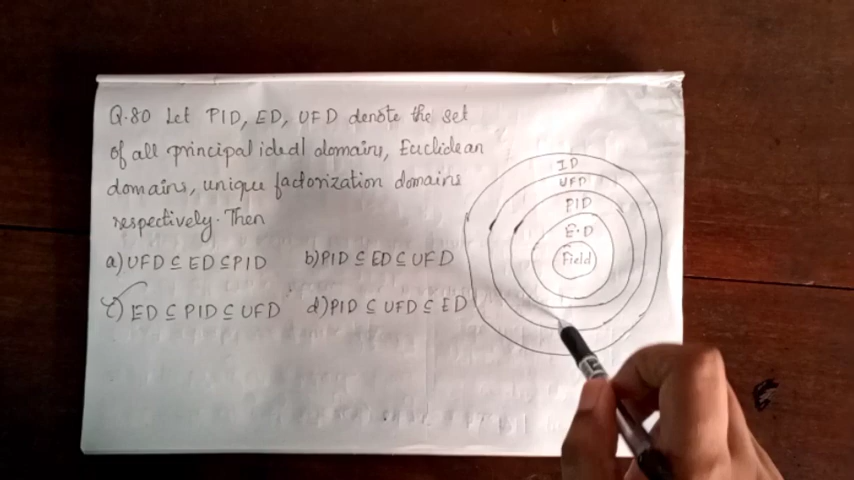 Q.80 Let PID, ED, UFD denote the set
of all principal ideal domains, Euclidean
domains, unique factorization domains
respectively. Then
a) UFD ⊆ ED ⊆ PID b) PID ⊆ ED ⊆ UFD
c) ED ⊆ PID ⊆ UFD d) PID ⊆ UFD ⊆ ED
ID
UFD
PID
E.D
Field